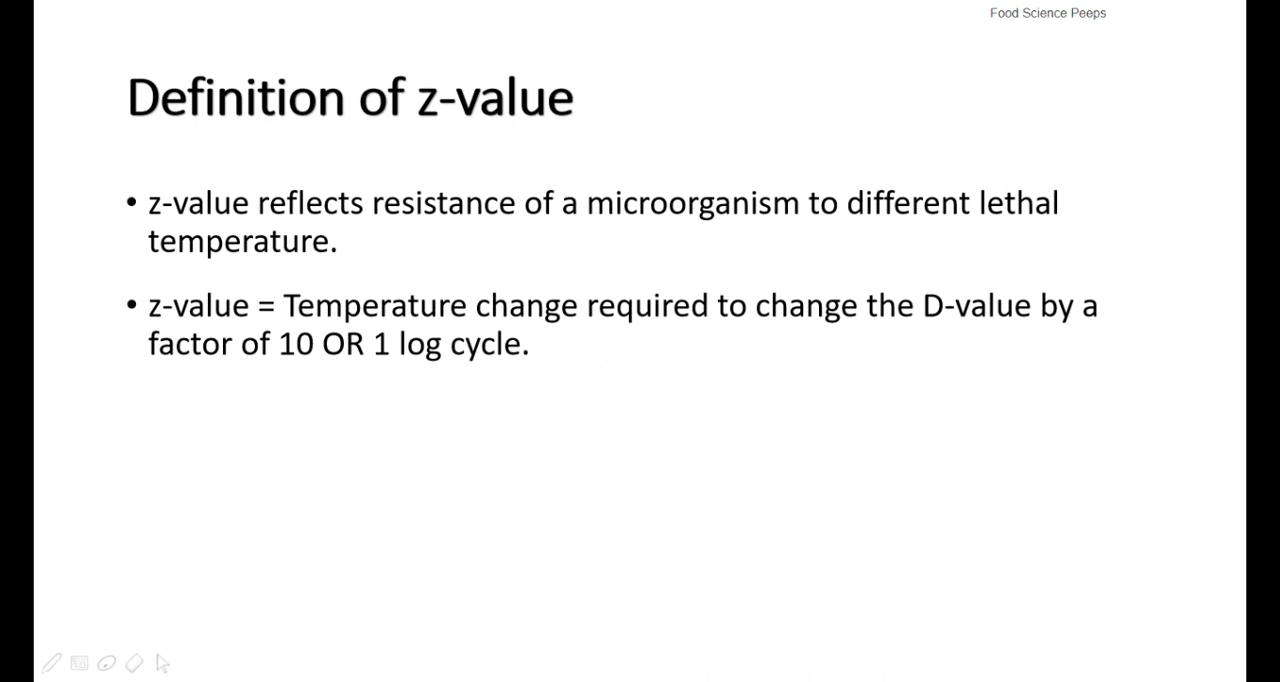 Food Science Peeps
Definition of z-value
• z-value reflects resistance of a microorganism to different lethal
temperature.
• z-value = Temperature change required to change the D-value by a
factor of 10 OR 1 log cycle.